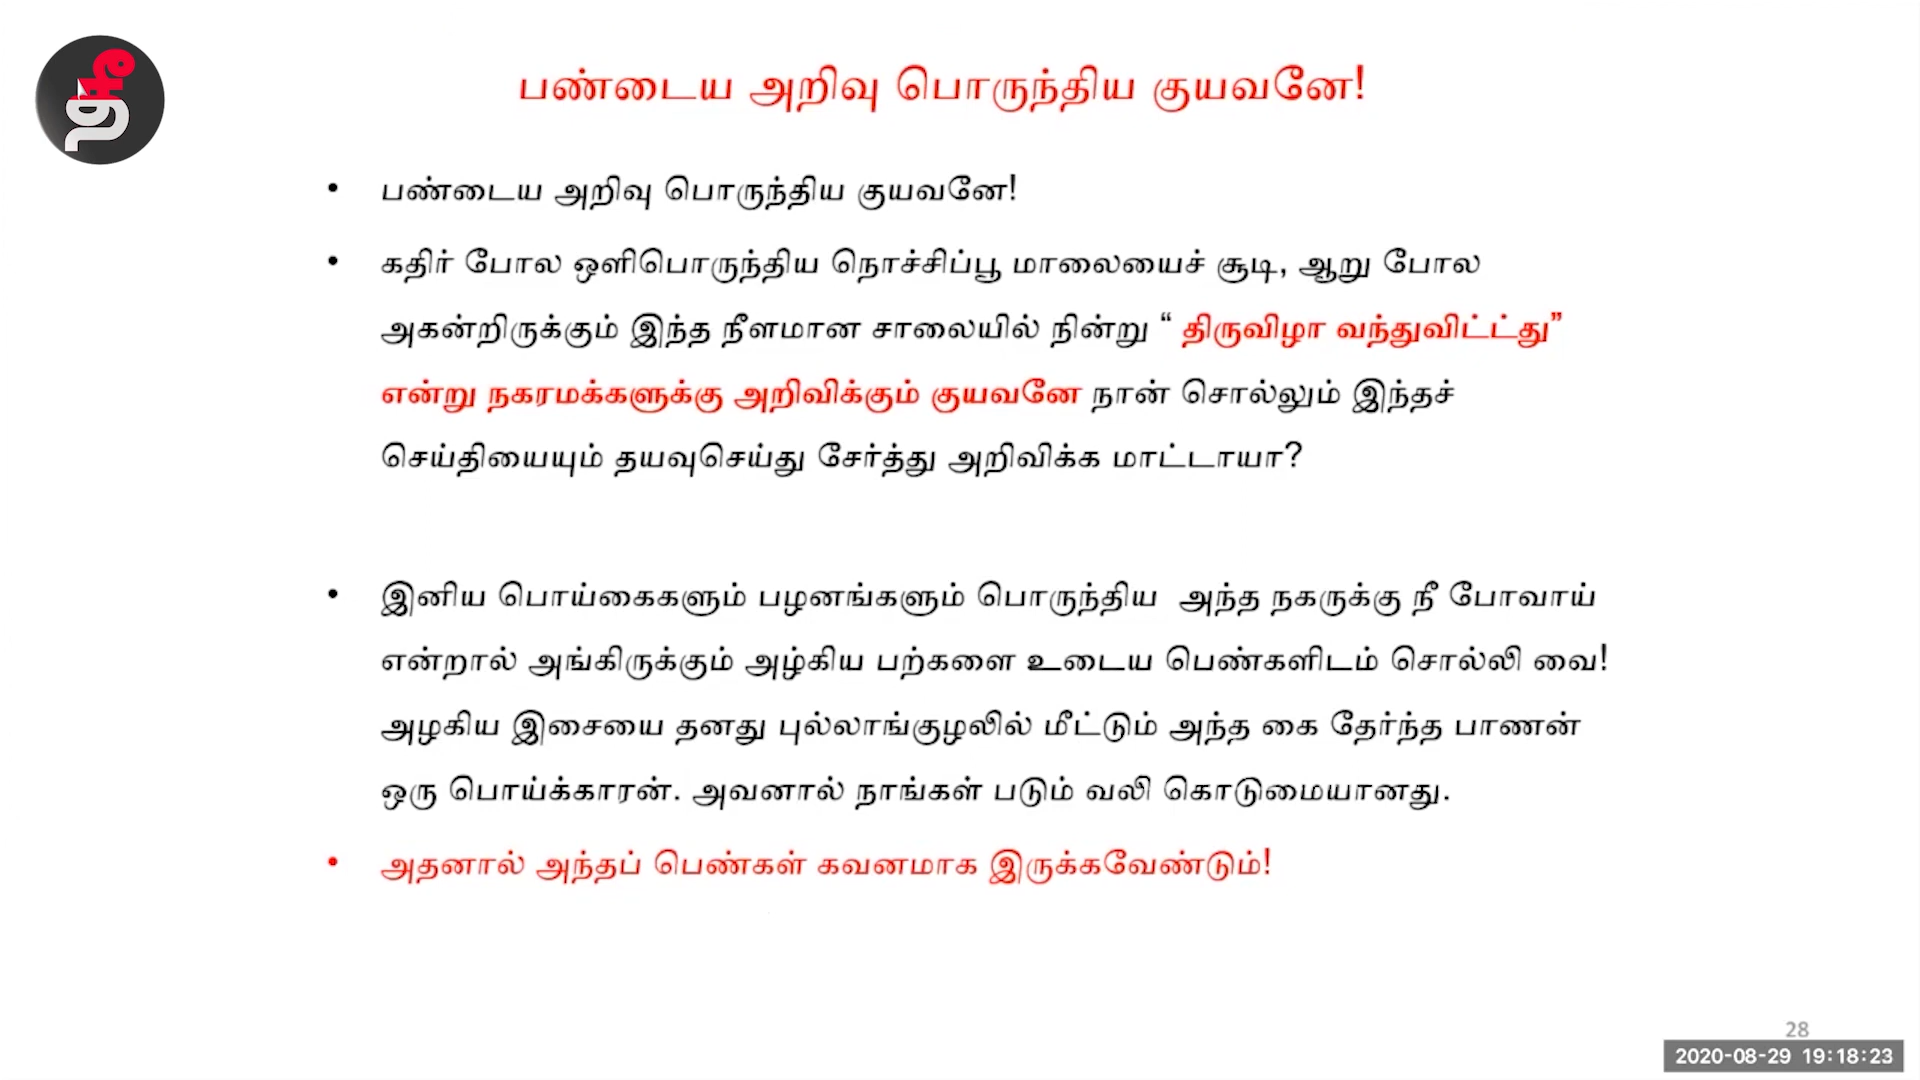 பண்டைய அறிவு பொருந்திய குயவனே!
• பண்டைய அறிவு பொருந்திய குயவனே!
• கதிர் போல ஒளிபொருந்திய நொச்சிப்பூ மாலையைச் சூடி, ஆறு போல
அகன்றிருக்கும் இந்த நீளமான சாலையில் நின்று “ திருவிழா வந்துவிட்ட்து”
என்று நகரமக்களுக்கு அறிவிக்கும் குயவனே நான் சொல்லும் இந்தச்
செய்தியையும் தயவுசெய்து சேர்த்து அறிவிக்க மாட்டாயா?
• இனிய பொய்கைகளும் பழனங்களும் பொருந்திய அந்த நகருக்கு நீ போவாய்
என்றால் அங்கிருக்கும் அழ்கிய பற்களை உடைய பெண்களிடம் சொல்லி வை!
அழகிய இசையை தனது புல்லாங்குழலில் மீட்டும் அந்த கை தேர்ந்த பாணன்
ஒரு பொய்க்காரன். அவனால் நாங்கள் படும் வலி கொடுமையானது.
• அதனால் அந்தப் பெண்கள் கவனமாக இருக்கவேண்டும்!
28
2020-08-29 19:18:23